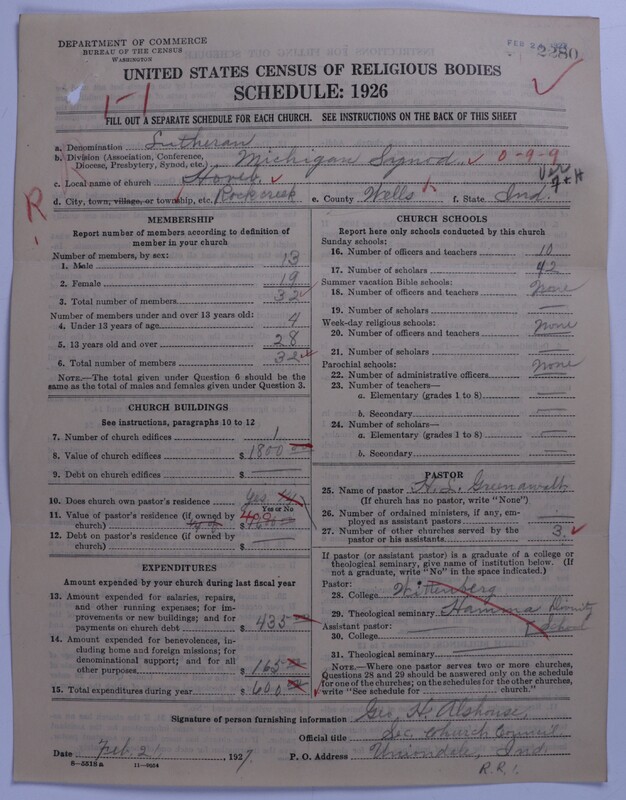 DEPARTMENT OF COMMERCE
BUREAU OF THE CENSUS
WASHINGTON
FEB 2
2280
UNITED STATES CENSUS OF RELIGIOUS BODIES
SCHEDULE: 1926
1-1
FILL OUT A SEPARATE SCHEDULE FOR EACH CHURCH. SEE INSTRUCTIONS ON THE BACK OF THIS SHEET
a. Denomination Lutheran
b. Division (Association, Conference, Diocese, Presbytery, Synod, etc.) Michigan Synod 0-9-9
c. Local name of church Hoverb
d. City, town, village, or township, etc. Rockcreek e. County Wells f. State Ind.
R
MEMBERSHIP
Report number of members according to definition of member in your church
Number of members, by sex:
1. Male 13
2. Female 19
3. Total number of members 32
Number of members under and over 13 years old:
4. Under 13 years of age 4
5. 13 years old and over 28
6. Total number of members 32
NOTE.—The total given under Question 6 should be the same as the total of males and females given under Question 3.
CHURCH BUILDINGS
See instructions, paragraphs 10 to 12
7. Number of church edifices 1
8. Value of church edifices $ 1800
9. Debt on church edifices $
10. Does church own pastor's residence Yes
Yes or No
11. Value of pastor's residence (if owned by church) $ 400
12. Debt on pastor's residence (if owned by church) $
EXPENDITURES
Amount expended by your church during last fiscal year
13. Amount expended for salaries, repairs, and other running expenses; for improvements or new buildings; and for payments on church debt $ 435
14. Amount expended for benevolences, including home and foreign missions; for denominational support; and for all other purposes $ 165
15. Total expenditures during year $ 600
CHURCH SCHOOLS
Report here only schools conducted by this church
Sunday schools:
16. Number of officers and teachers 10
17. Number of scholars 42
Summer vacation Bible schools:
18. Number of officers and teachers None
19. Number of scholars
Week-day religious schools:
20. Number of officers and teachers None
21. Number of scholars
Parochial schools:
22. Number of administrative officers None
23. Number of teachers—
a. Elementary (grades 1 to 8)
b. Secondary
24. Number of scholars—
a. Elementary (grades 1 to 8)
b. Secondary
PASTOR
25. Name of pastor H. L. Greenawalt
(If church has no pastor, write "None")
26. Number of ordained ministers, if any, employed as assistant pastors
27. Number of other churches served by the pastor or his assistants 3
If pastor (or assistant pastor) is a graduate of a college or theological seminary, give name of institution below. (If not a graduate, write "No" in the space indicated.)
Pastor:
28. College Wittenberg
29. Theological seminary Hamma Divinity School
Assistant pastor:
30. College
31. Theological seminary
NOTE.—Where one pastor serves two or more churches, Questions 28 and 29 should be answered only on the schedule for one of the churches; on the schedules for the other churches, write "See schedule for church."
Signature of person furnishing information Geo. H. Alshouse
Official title Sec. Church Council
Date Feb. 21, 1927. P. O. Address Uniondale, Ind.
R.R. 1.
8—5518 a 11—9064